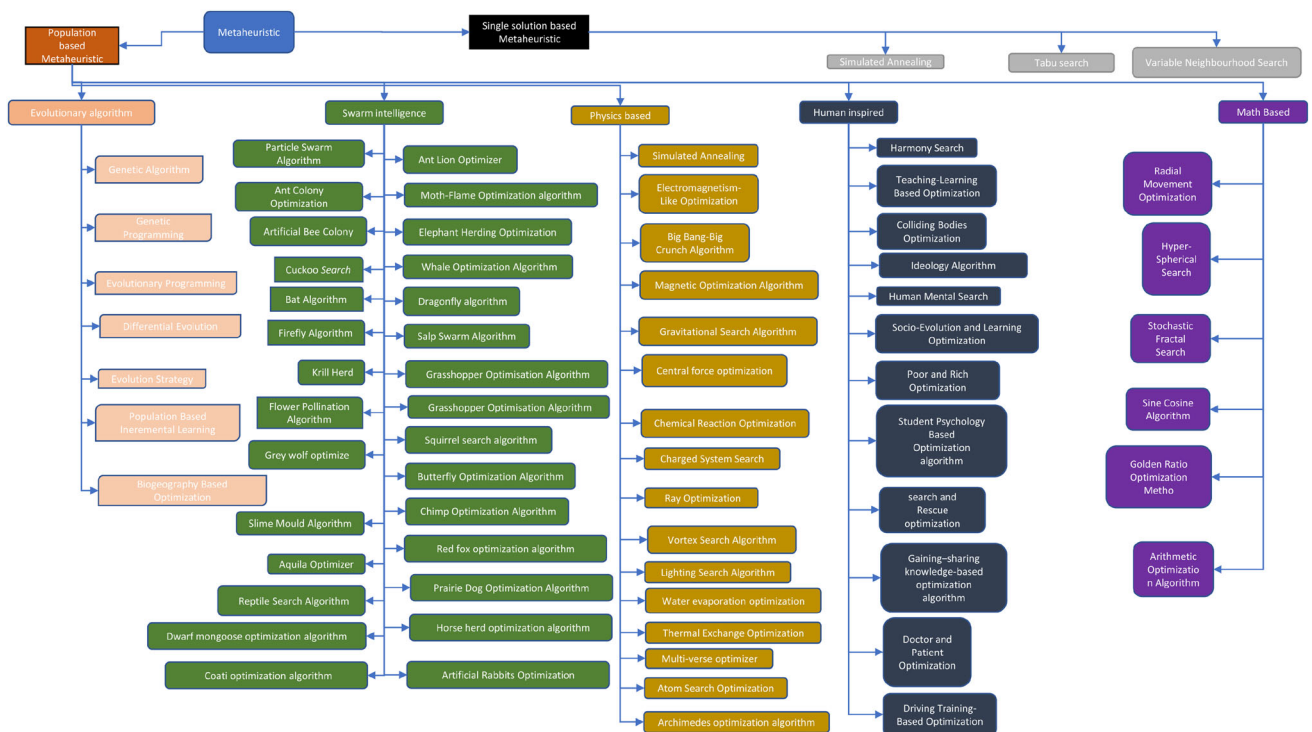 Population
based
Metaheuristic
Metaheuristic
Single solution based
Metaheuristic
Simulated Annealing
Tabu search
Variable Neighbourhood Search
Evolutionary algorithm
Genetic Algorithm
Genetic
Programming
Evolutionary Programming
Differential Evolution
Evolution Strategy
Population Based
Ineremental Learning
Biogeography Based
Optimization
Swarm intelligence
Particle Swarm
Algorithm
Ant Colony
Optimization
Artificial Bee Colony
Cuckoo Search
Bat Algorithm
Firefly Algorithm
Krill Herd
Flower Pollination
Algorithm
Grey wolf optimize
Slime Mould Algorithm
Aquila Optimizer
Reptile Search Algorithm
Dwarf mongoose optimization algorithm
Coati optimization algorithm
Ant Lion Optimizer
Moth-Flame Optimization algorithm
Elephant Herding Optimization
Whale Optimization Algorithm
Dragonfly algorithm
Salp Swarm Algorithm
Grasshopper Optimisation Algorithm
Grasshopper Optimisation Algorithm
Squirrel search algorithm
Butterfly Optimization Algorithm
Chimp Optimization Algorithm
Red fox optimization algorithm
Prairie Dog Optimization Algorithm
Horse herd optimization algorithm
Artificial Rabbits Optimization
Physics based
Simulated Annealing
Electromagnetism-
Like Optimization
Big Bang-Big
Crunch Algorithm
Magnetic Optimization Algorithm
Gravitational Search Algorithm
Central force optimization
Chemical Reaction Optimization
Charged System Search
Ray Optimization
Vortex Search Algorithm
Lighting Search Algorithm
Water evaporation optimization
Thermal Exchange Optimization
Multi-verse optimizer
Atom Search Optimization
Archimedes optimization algorithm
Human inspired
Harmony Search
Teaching-Learning
Based Optimization
Colliding Bodies
Optimization
Ideology Algorithm
Human Mental Search
Socio-Evolution and Learning
Optimization
Poor and Rich
Optimization
Student Psychology
Based
Optimization algorithm
search and
Rescue
optimization
Gaining–sharing
knowledge-based
optimization
algorithm
Doctor and
Patient
Optimization
Driving Training-
Based Optimization
Math Based
Radial
Movement
Optimization
Hyper-
Spherical
Search
Stochastic
Fractal
Search
Sine Cosine
Algorithm
Golden Ratio
Optimization
Metho
Arithmetic
Optimizatio
n Algorithm